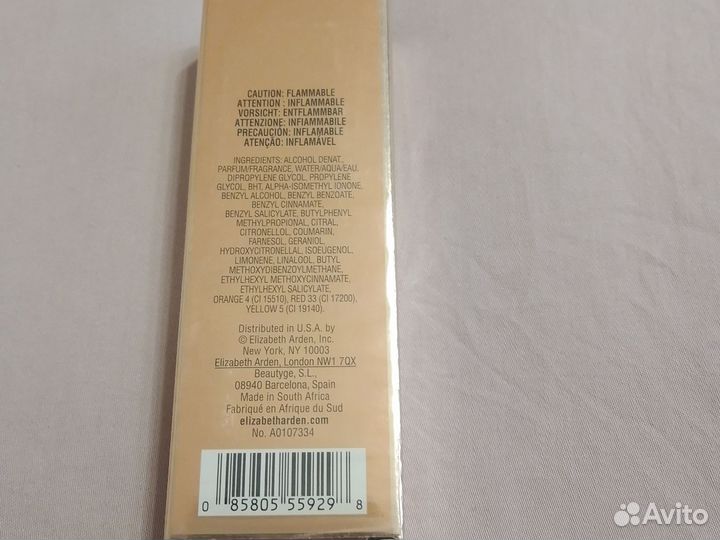 CAUTION: FLAMMABLE
ATTENTION : INFLAMMABLE
VORSICHT: ENTFLAMMBAR
ATTENZIONE: INFIAMMABILE
PRECAUCIÓN: INFLAMABLE
ATENÇÃO: INFLAMÁVEL
INGREDIENTS: ALCOHOL DENAT.,
PARFUM/FRAGRANCE, WATER/AQUA/EAU,
DIPROPYLENE GLYCOL, PROPYLENE
GLYCOL, BHT, ALPHA-ISOMETHYL IONONE,
BENZYL ALCOHOL, BENZYL BENZOATE,
BENZYL CINNAMATE,
BENZYL SALICYLATE, BUTYLPHENYL
METHYLPROPIONAL, CITRAL,
CITRONELLOL, COUMARIN,
FARNESOL, GERANIOL,
HYDROXYCITRONELLAL, ISOEUGENOL,
LIMONENE, LINALOOL, BUTYL
METHOXYDIBENZOYLMETHANE,
ETHYLHEXYL METHOXYCINNAMATE,
ETHYLHEXYL SALICYLATE,
ORANGE 4 (CI 15510), RED 33 (CI 17200),
YELLOW 5 (CI 19140).
Distributed in U.S.A. by
© Elizabeth Arden, Inc.
New York, NY 10003
Elizabeth Arden, London NW1 7QX
Beautyge, S.L.,
08940 Barcelona, Spain
Made in South Africa
Fabriqué en Afrique du Sud
elizabetharden.com
No. A0107334
0 85805 55929 8
Avito